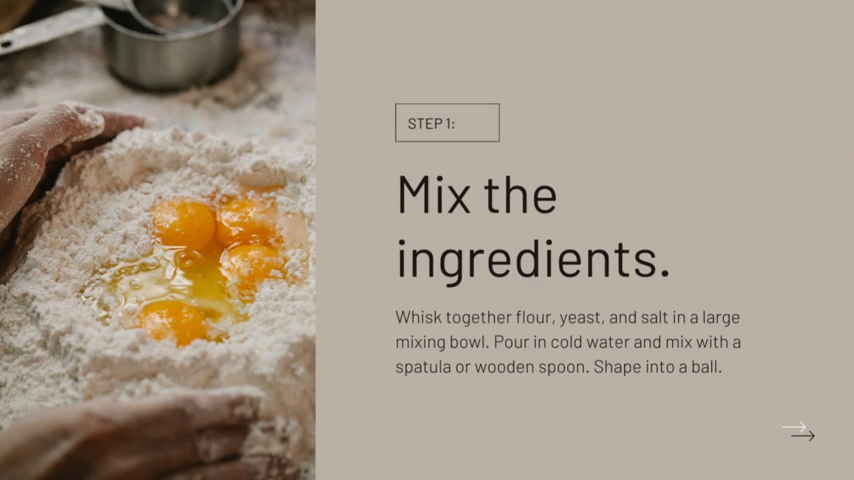 STEP 1:
Mix the
ingredients.
Whisk together flour, yeast, and salt in a large
mixing bowl. Pour in cold water and mix with a
spatula or wooden spoon. Shape into a ball.